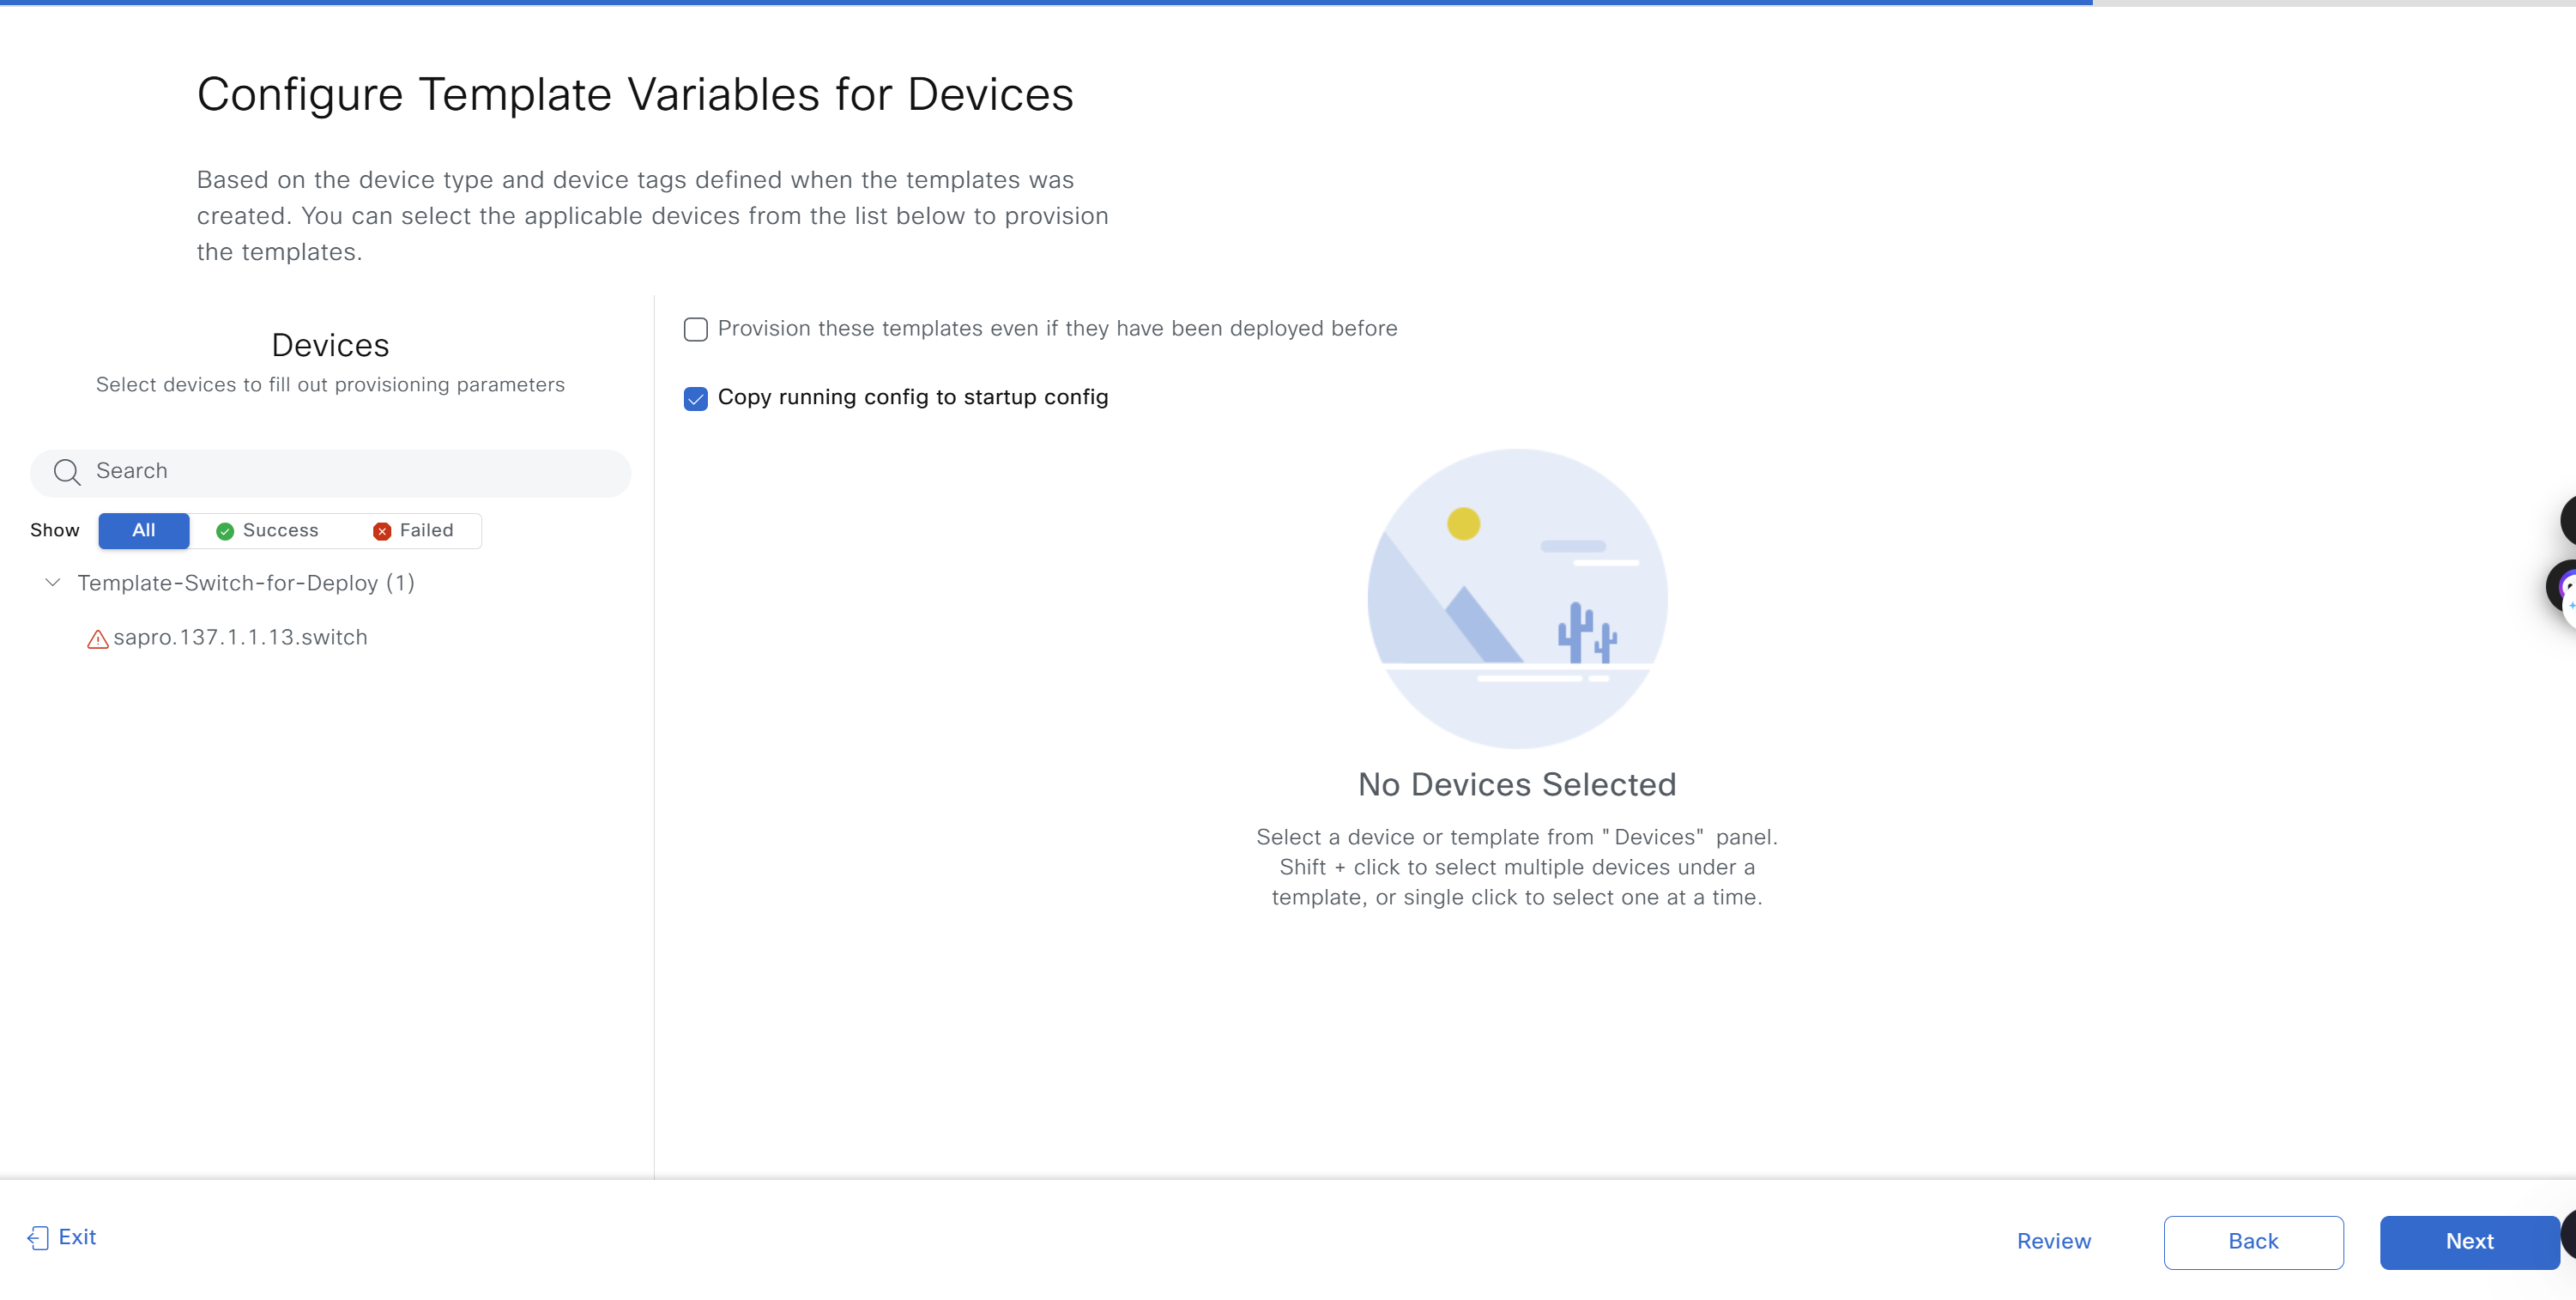 Configure Template Variables for Devices
Based on the device type and device tags defined when the templates was
created. You can select the applicable devices from the list below to provision
the templates.
Devices
Select devices to fill out provisioning parameters
Search
Show All Success Failed
Template-Switch-for-Deploy (1)
sapro.137.1.1.13.switch
Provision these templates even if they have been deployed before
Copy running config to startup config
No Devices Selected
Select a device or template from "Devices" panel.
Shift + click to select multiple devices under a
template, or single click to select one at a time.
Exit
Review
Back
Next